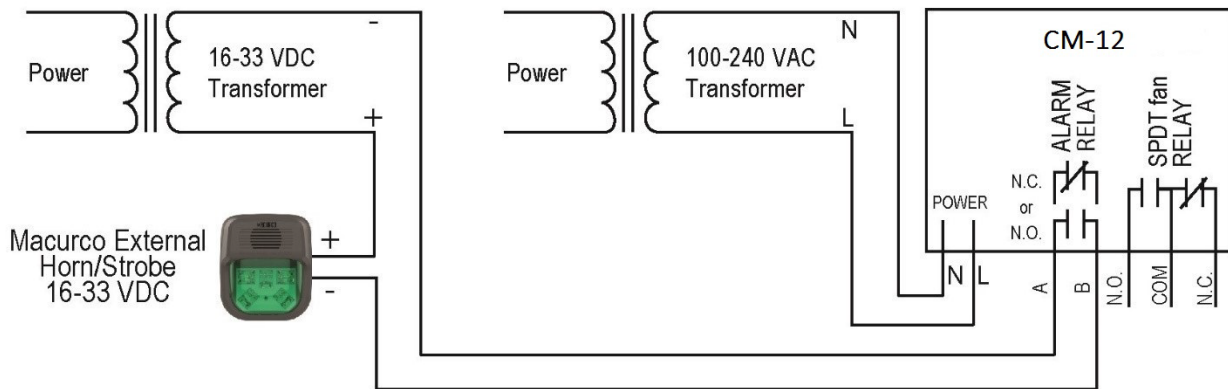 Power
16-33 VDC
Transformer
-
+
Macurco External
Horn/Strobe
16-33 VDC
+
-
Power
100-240 VAC
Transformer
N
L
CM-12
POWER
N
L
N.C.
or
N.O.
ALARM
RELAY
SPDT fan
RELAY
A
B
N.O.
COM
N.C.